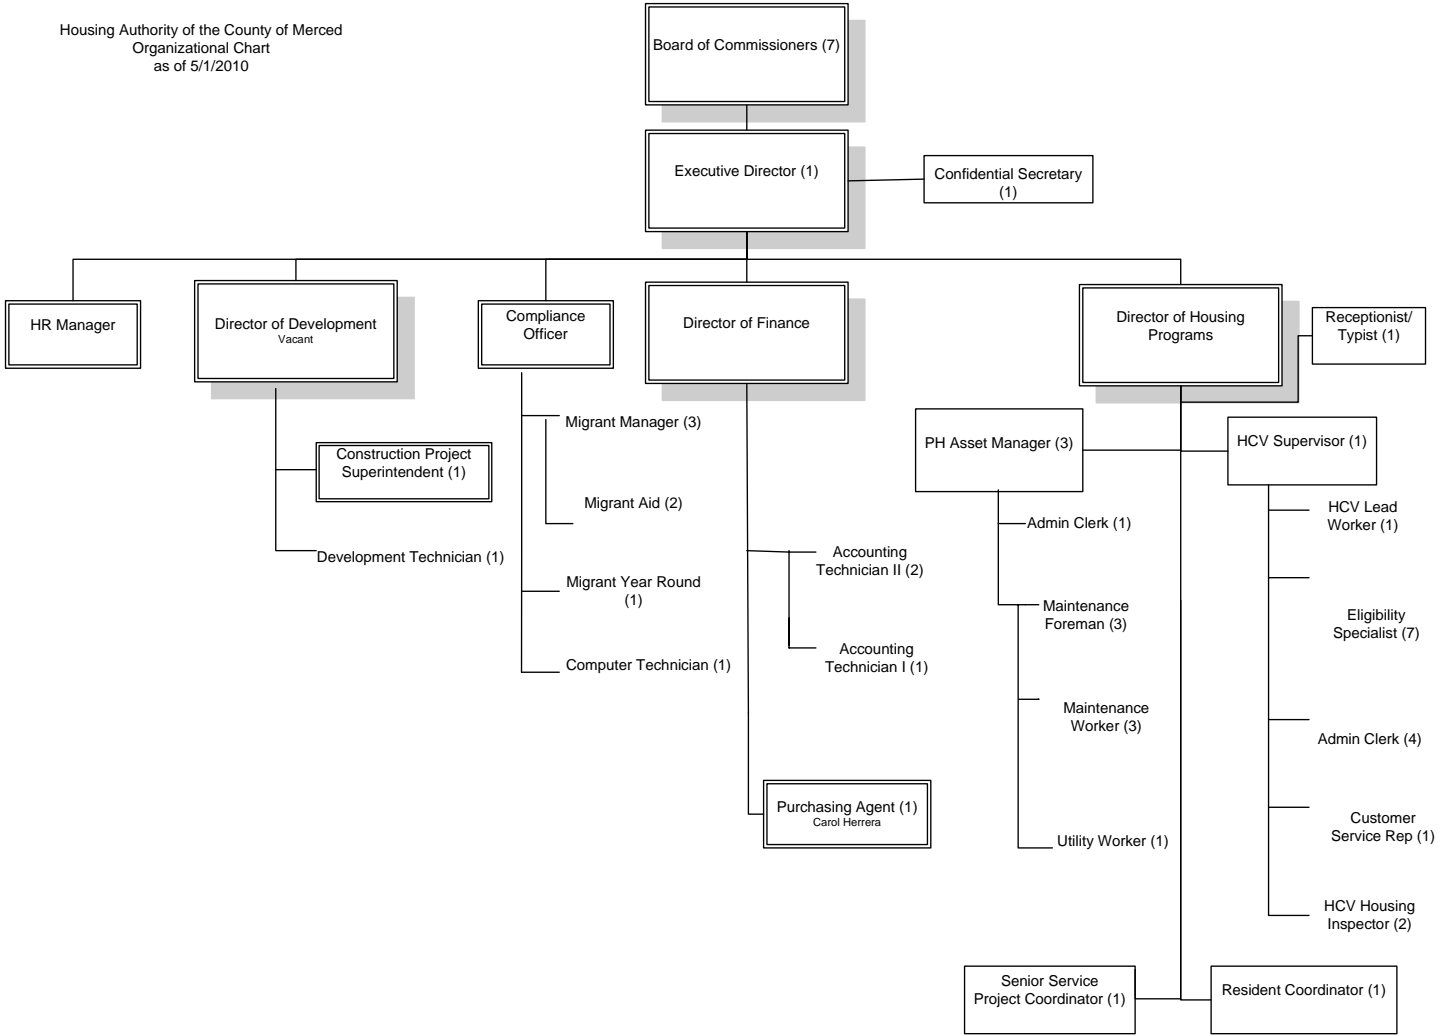 Housing Authority of the County of Merced
Organizational Chart
as of 5/1/2010
Board of Commissioners (7)
Executive Director (1)
Confidential Secretary
(1)
HR Manager
Director of Development
Vacant
Compliance
Officer
Director of Finance
Director of Housing
Programs
Receptionist/
Typist (1)
Construction Project
Superintendent (1)
Development Technician (1)
Migrant Manager (3)
Migrant Aid (2)
Migrant Year Round
(1)
Computer Technician (1)
Accounting
Technician II (2)
Accounting
Technician I (1)
Purchasing Agent (1)
Carol Herrera
PH Asset Manager (3)
Admin Clerk (1)
Maintenance
Foreman (3)
Maintenance
Worker (3)
Utility Worker (1)
HCV Supervisor (1)
HCV Lead
Worker (1)
Eligibility
Specialist (7)
Admin Clerk (4)
Customer
Service Rep (1)
HCV Housing
Inspector (2)
Senior Service
Project Coordinator (1)
Resident Coordinator (1)